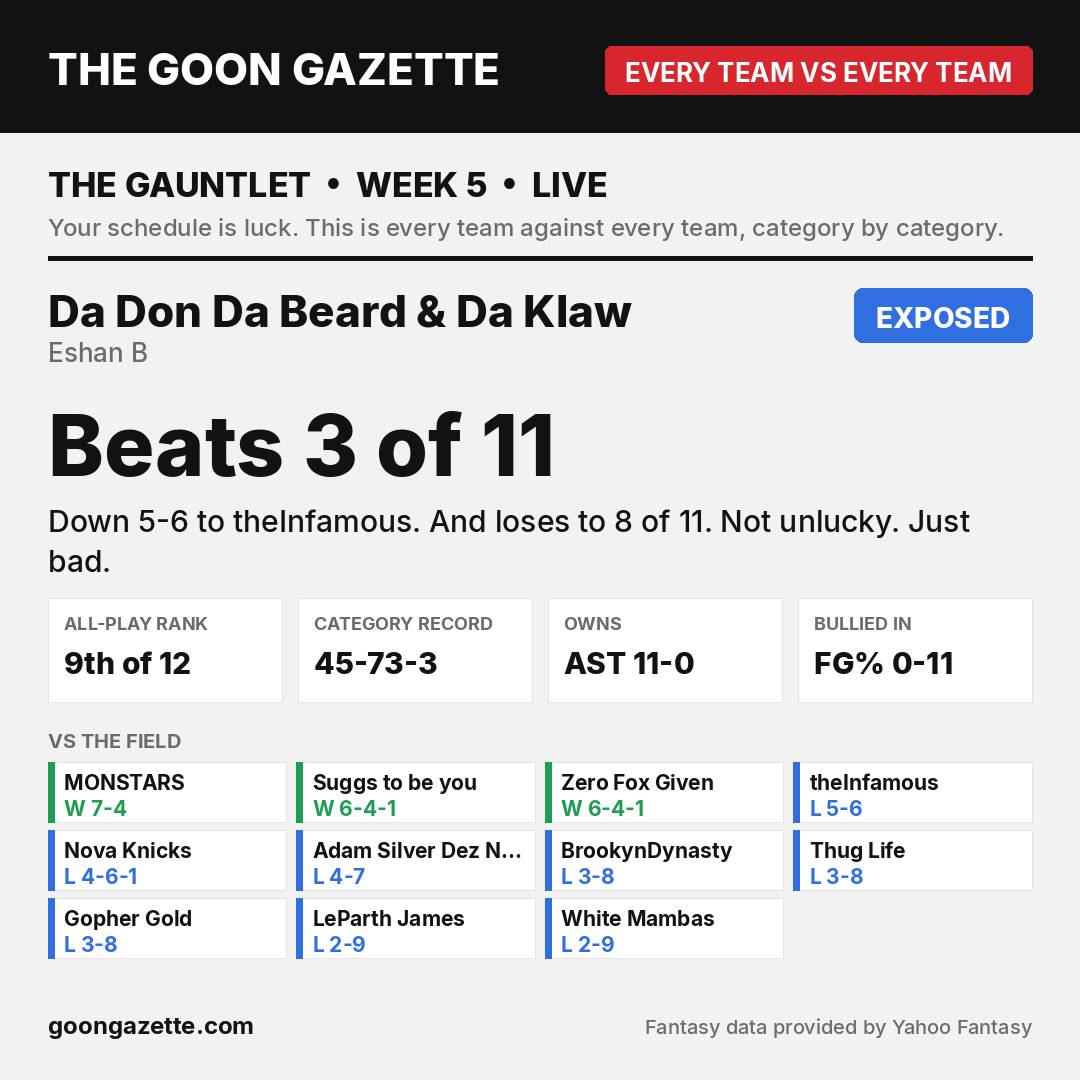 THE GOON GAZETTE
EVERY TEAM VS EVERY TEAM
THE GAUNTLET • WEEK 5 • LIVE
Your schedule is luck. This is every team against every team, category by category.
Da Don Da Beard & Da Klaw
EXPOSED
Eshan B
Beats 3 of 11
Down 5-6 to theInfamous. And loses to 8 of 11. Not unlucky. Just
bad.
ALL-PLAY RANK
9th of 12
CATEGORY RECORD
45-73-3
OWNS
AST 11-0
BULLIED IN
FG% 0-11
VS THE FIELD
MONSTARS
W 7-4
Suggs to be you
W 6-4-1
Zero Fox Given
W 6-4-1
theInfamous
L 5-6
Nova Knicks
L 4-6-1
Adam Silver Dez N...
L 4-7
BrookynDynasty
L 3-8
Thug Life
L 3-8
Gopher Gold
L 3-8
LeParth James
L 2-9
White Mambas
L 2-9
goongazette.com
Fantasy data provided by Yahoo Fantasy